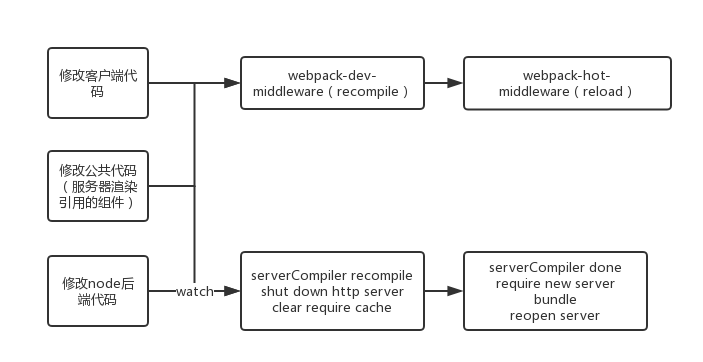 修改客户端代
码
webpack-dev-
middleware（recompile）
webpack-hot-
middleware（reload）
修改公共代码
（服务器渲染
引用的组件）
修改node后
端代码
watch
serverCompiler recompile
shut down http server
clear require cache
serverCompiler done
require new server
bundle
reopen server